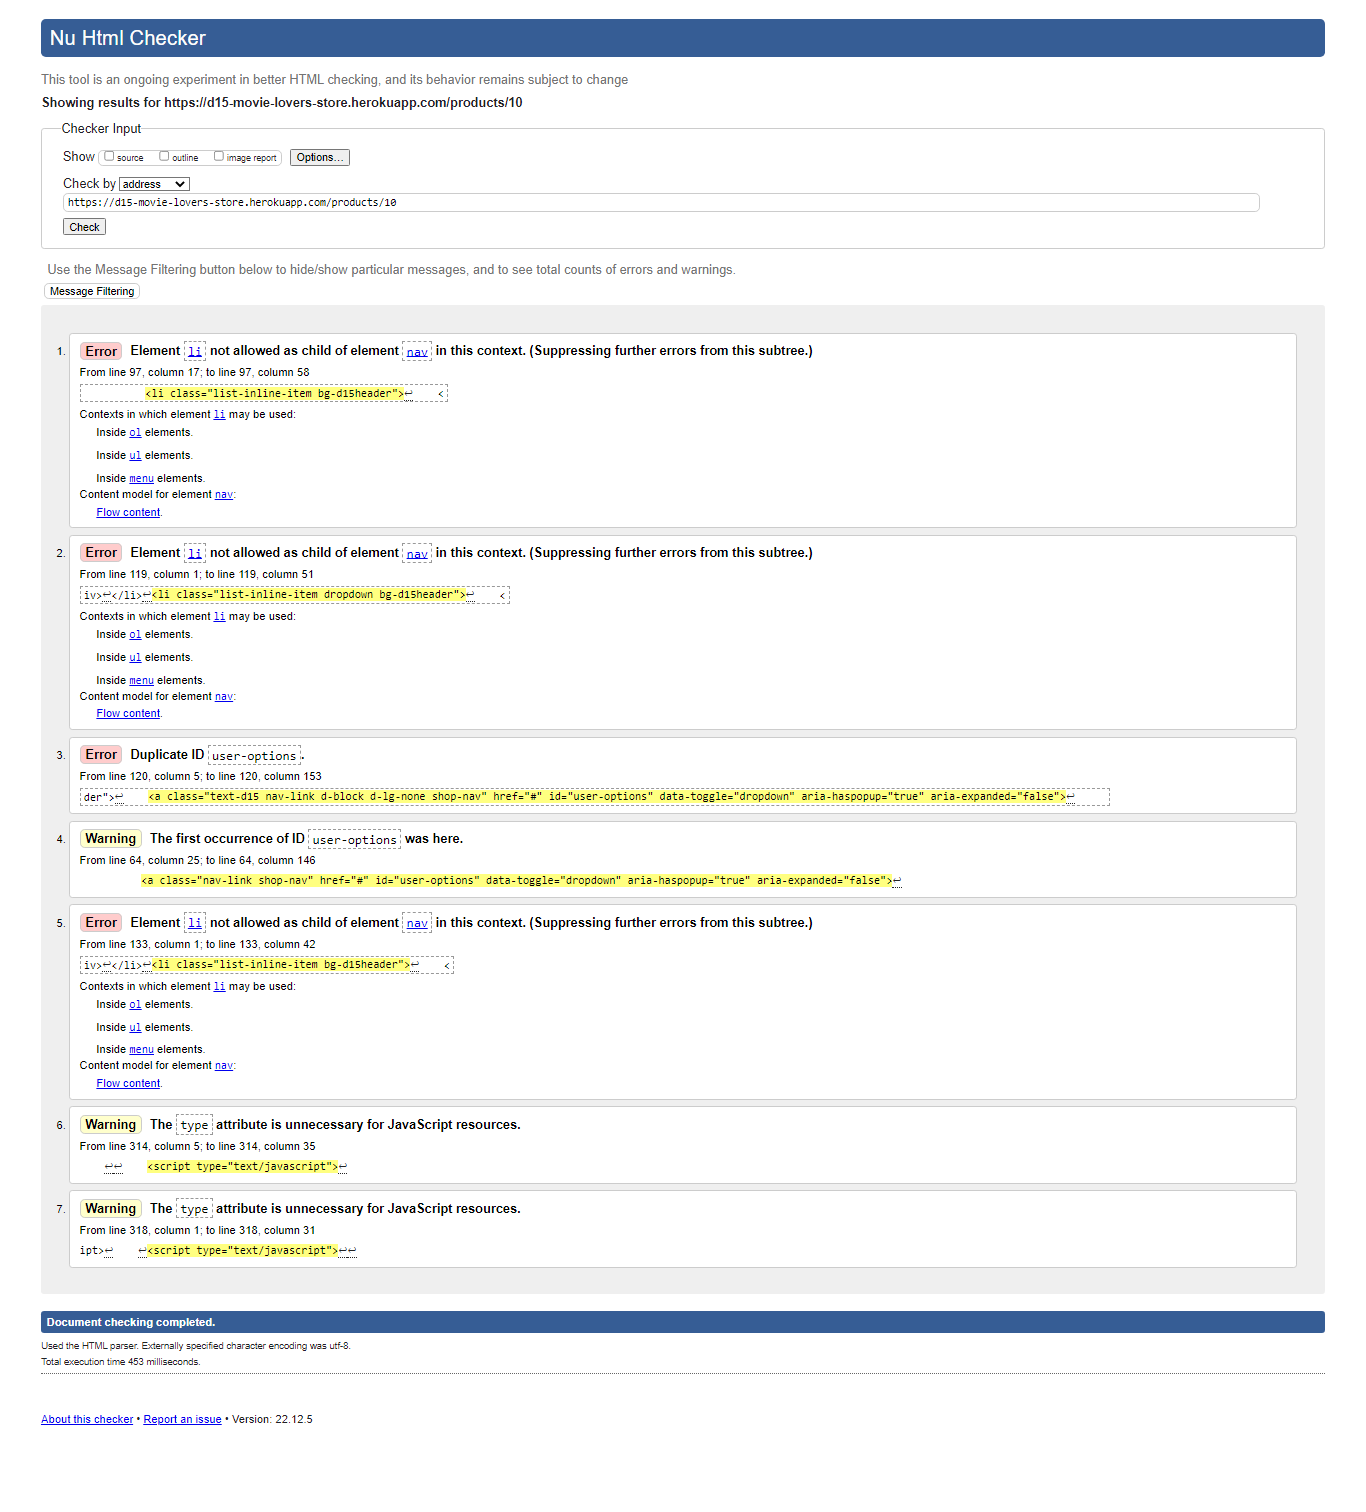 Nu Html Checker
This tool is an ongoing experiment in better HTML checking, and its behavior remains subject to change
Showing results for https://d15-movie-lovers-store.herokuapp.com/products/10
Checker Input
Show source outline image report Options...
Check by address
https://d15-movie-lovers-store.herokuapp.com/products/10
Check
Use the Message Filtering button below to hide/show particular messages, and to see total counts of errors and warnings.
Message Filtering
1. Error Element li not allowed as child of element nav in this context. (Suppressing further errors from this subtree.)
From line 97, column 17; to line 97, column 58
<li class="list-inline-item bg-d15header">↩ <
Contexts in which element li may be used:
Inside ol elements.
Inside ul elements.
Inside menu elements.
Content model for element nav:
Flow content.
2. Error Element li not allowed as child of element nav in this context. (Suppressing further errors from this subtree.)
From line 119, column 1; to line 119, column 51
iv>↩</li>↩<li class="list-inline-item dropdown bg-d15header">↩ <
Contexts in which element li may be used:
Inside ol elements.
Inside ul elements.
Inside menu elements.
Content model for element nav:
Flow content.
3. Error Duplicate ID user-options.
From line 120, column 5; to line 120, column 153
der">↩ <a class="text-d15 nav-link d-block d-lg-none shop-nav" href="#" id="user-options" data-toggle="dropdown" aria-haspopup="true" aria-expanded="false">↩
4. Warning The first occurrence of ID user-options was here.
From line 64, column 25; to line 64, column 146
<a class="nav-link shop-nav" href="#" id="user-options" data-toggle="dropdown" aria-haspopup="true" aria-expanded="false">↩
5. Error Element li not allowed as child of element nav in this context. (Suppressing further errors from this subtree.)
From line 133, column 1; to line 133, column 42
iv>↩</li>↩<li class="list-inline-item bg-d15header">↩ <
Contexts in which element li may be used:
Inside ol elements.
Inside ul elements.
Inside menu elements.
Content model for element nav:
Flow content.
6. Warning The type attribute is unnecessary for JavaScript resources.
From line 314, column 5; to line 314, column 35
↩↩ <script type="text/javascript">↩
7. Warning The type attribute is unnecessary for JavaScript resources.
From line 318, column 1; to line 318, column 31
ipt>↩ ↩<script type="text/javascript">↩↩
Document checking completed.
Used the HTML parser. Externally specified character encoding was utf-8.
Total execution time 453 milliseconds.
About this checker • Report an issue • Version: 22.12.5